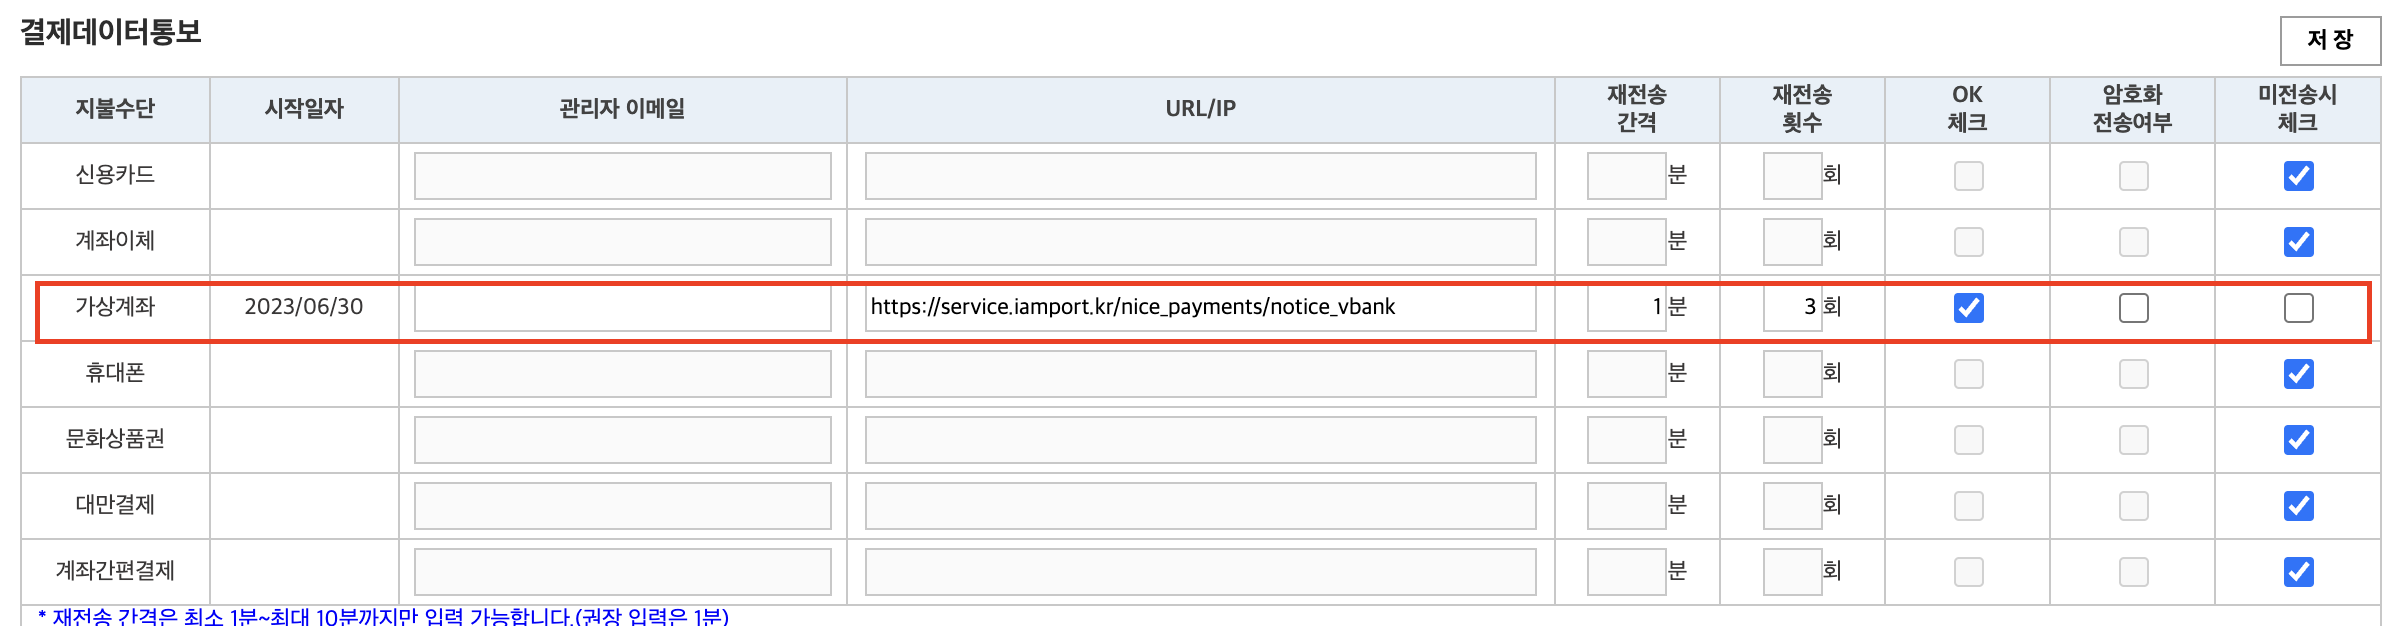 결제데이터통보
저 장
지불수단 시작일자 관리자 이메일 URL/IP 재전송 간격 재전송 횟수 OK 체크 암호화 전송여부 미전송시 체크
신용카드 분 회
계좌이체 분 회
가상계좌 2023/06/30 https://service.iamport.kr/nice_payments/notice_vbank 1 분 3 회
휴대폰 분 회
문화상품권 분 회
대만결제 분 회
계좌간편결제 분 회
* 재전송 간격은 최소 1분~최대 10분까지만 입력 가능합니다.(권장 입력은 1분)